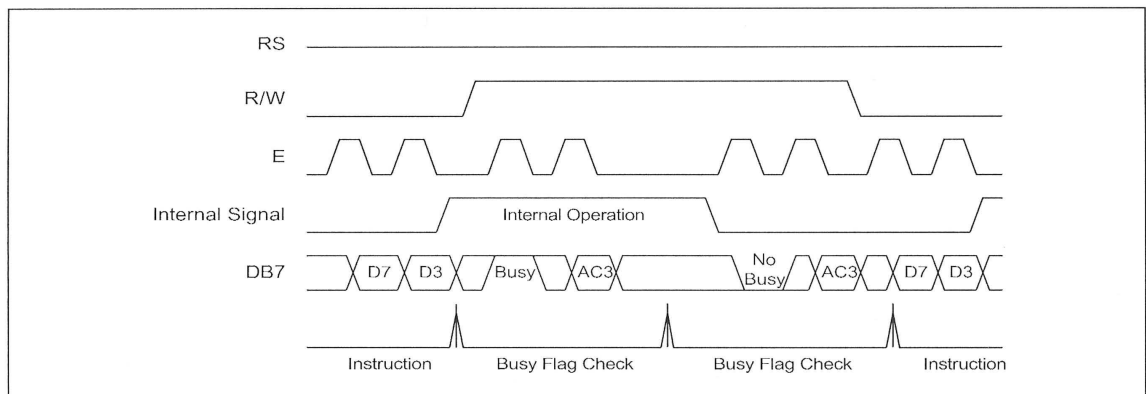 RS
R/W
E
Internal Signal
Internal Operation
DB7
D7 D3 Busy AC3 No Busy AC3 D7 D3
Instruction Busy Flag Check Busy Flag Check Instruction